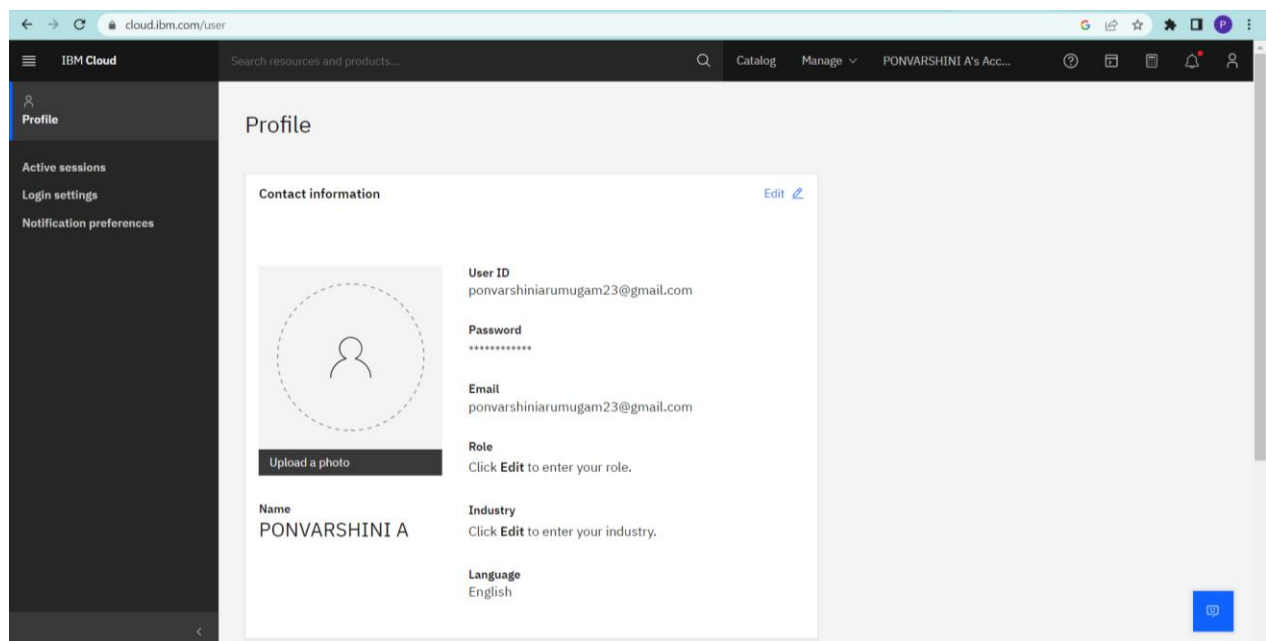 cloud.ibm.com/user
G
P
IBM Cloud
Search resources and products...
Catalog
Manage
PONVARSHINI A's Acc...
Profile
Active sessions
Login settings
Notification preferences
Profile
Contact information
Edit
User ID
ponvarshiniarumugam23@gmail.com
Password
************
Email
ponvarshiniarumugam23@gmail.com
Role
Click Edit to enter your role.
Upload a photo
Name
PONVARSHINI A
Industry
Click Edit to enter your industry.
Language
English